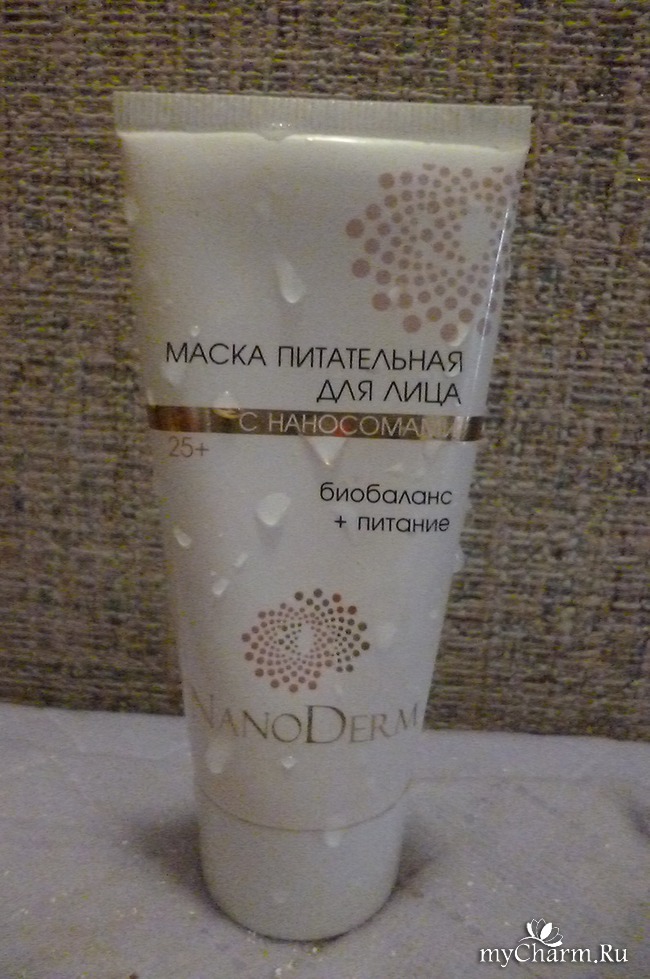 МАСКА ПИТАТЕЛЬНАЯ
ДЛЯ ЛИЦА
С НАНОСОМАМИ
25+
биобаланс
+ питание
NANODERM
myCharm.Ru